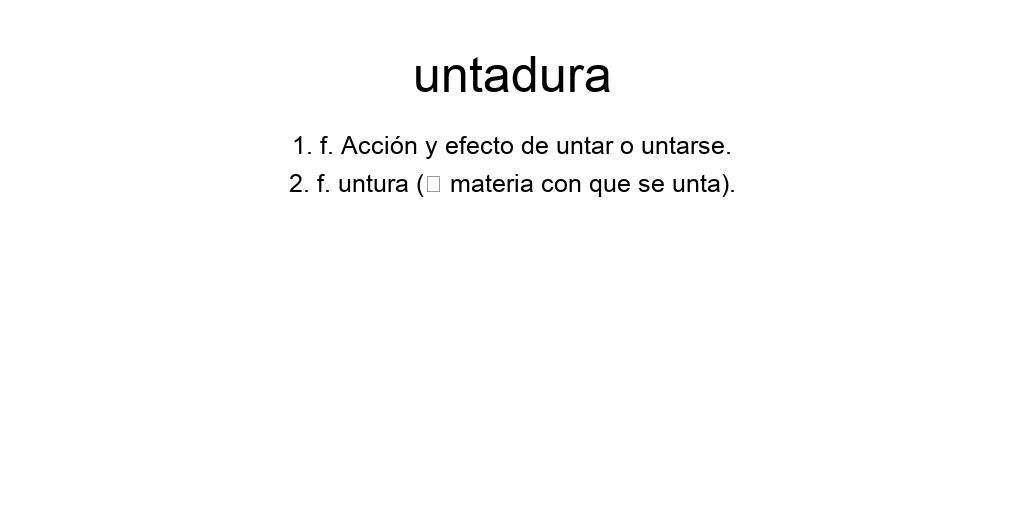 untadura
1. f. Acción y efecto de untar o untarse.
2. f. untura (□ materia con que se unta).